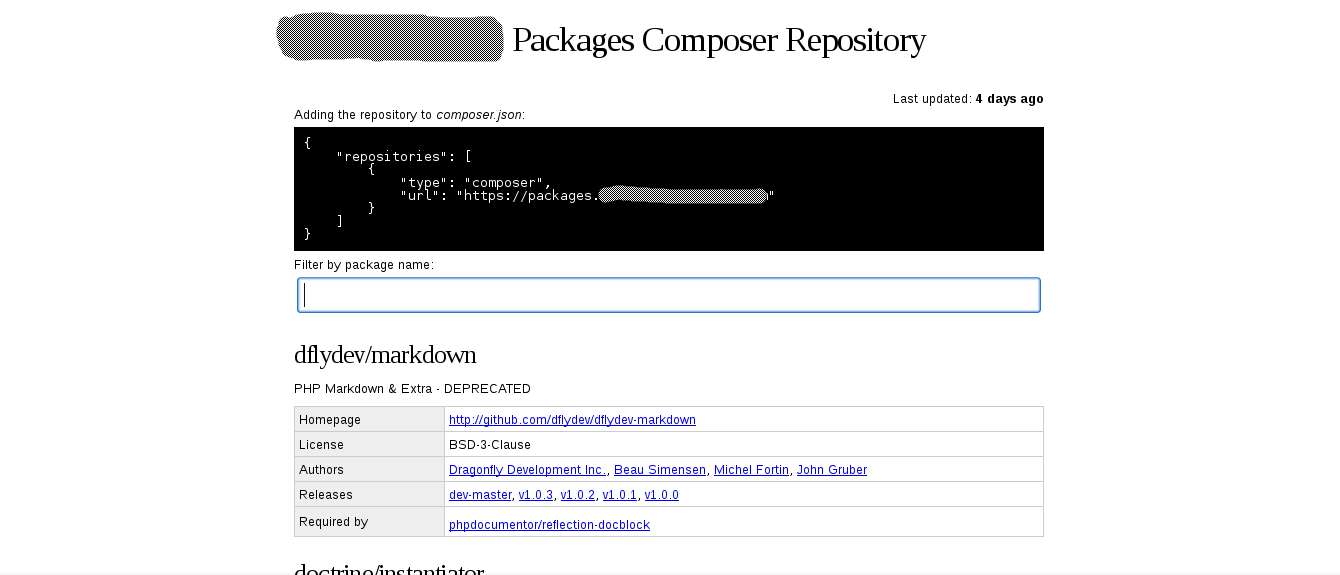 Packages Composer Repository
Last updated: 4 days ago
Adding the repository to composer.json:
{
    "repositories": [
        {
            "type": "composer",
            "url": "https://packages. "
        }
    ]
}
Filter by package name:
dflydev/markdown
PHP Markdown & Extra - DEPRECATED
Homepage http://github.com/dflydev/dflydev-markdown
License BSD-3-Clause
Authors Dragonfly Development Inc., Beau Simensen, Michel Fortin, John Gruber
Releases dev-master, v1.0.3, v1.0.2, v1.0.1, v1.0.0
Required by phpdocumentor/reflection-docblock
doctrine/instantiator